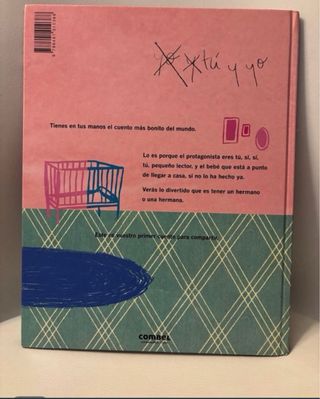 yo x tú y yo
Tienes en tus manos el cuento más bonito del mundo.
Lo es porque el protagonista eres tú, sí, sí,
tú, pequeño lector, y el bebé que está a punto
de llegar a casa, si no lo ha hecho ya.
Verás lo divertido que es tener un hermano
o una hermana.
Este es vuestro primer cuento para compartir.
COMBEL